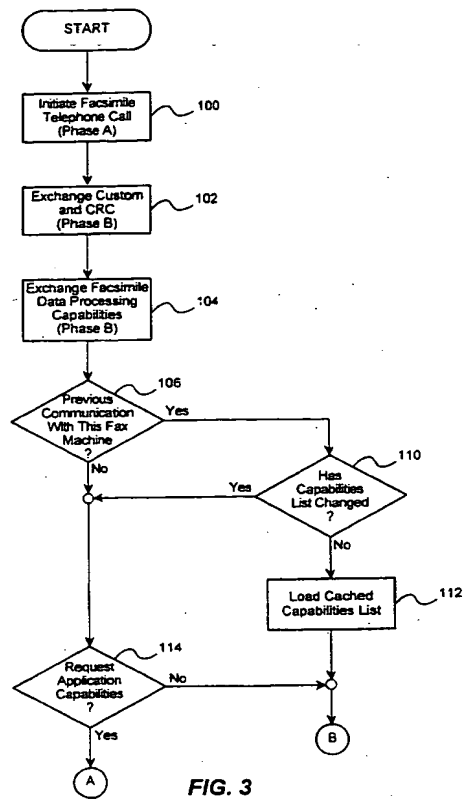 START
Initiate Facsimile
Telephone Call
(Phase A)
100
Exchange Custom
and CRC
(Phase B)
102
Exchange Facsimile
Data Processing
Capabilities
(Phase B)
104
106
Previous
Communication
With This Fax
Machine
?
Yes
No
110
Has
Capabilities
List Changed
?
Yes
No
Load Cached
Capabilities List
112
114
Request
Application
Capabilities
?
No
Yes
B
A
FIG. 3